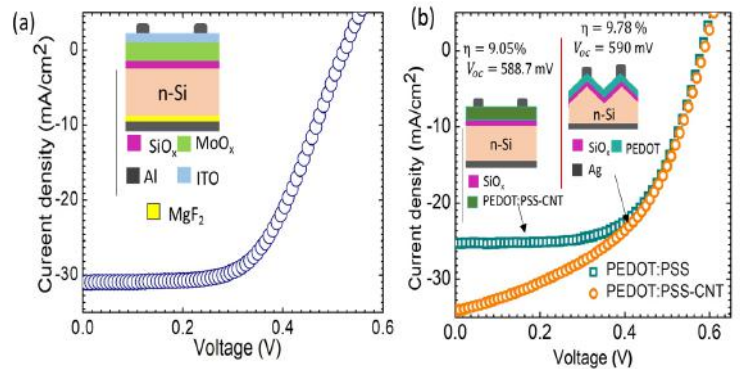 (a)
Curreent density (mA/cm²)
0
-10
-20
-30
0.0 0.2 0.4 0.6
Voltage (V)
n-Si
SiOₓ MoOₓ
Al ITO
MgF₂
(b)
Current density (mA/cm²)
0
-10
-20
-30
0.0 0.2 0.4 0.6
Voltage (V)
η = 9.05%
Voc = 588.7 mV
η = 9.78 %
Voc = 590 mV
n-Si
SiOₓ
PEDOT:PSS-CNT
n-Si
SiOₓ PEDOT
Ag
PEDOT:PSS
PEDOT:PSS-CNT